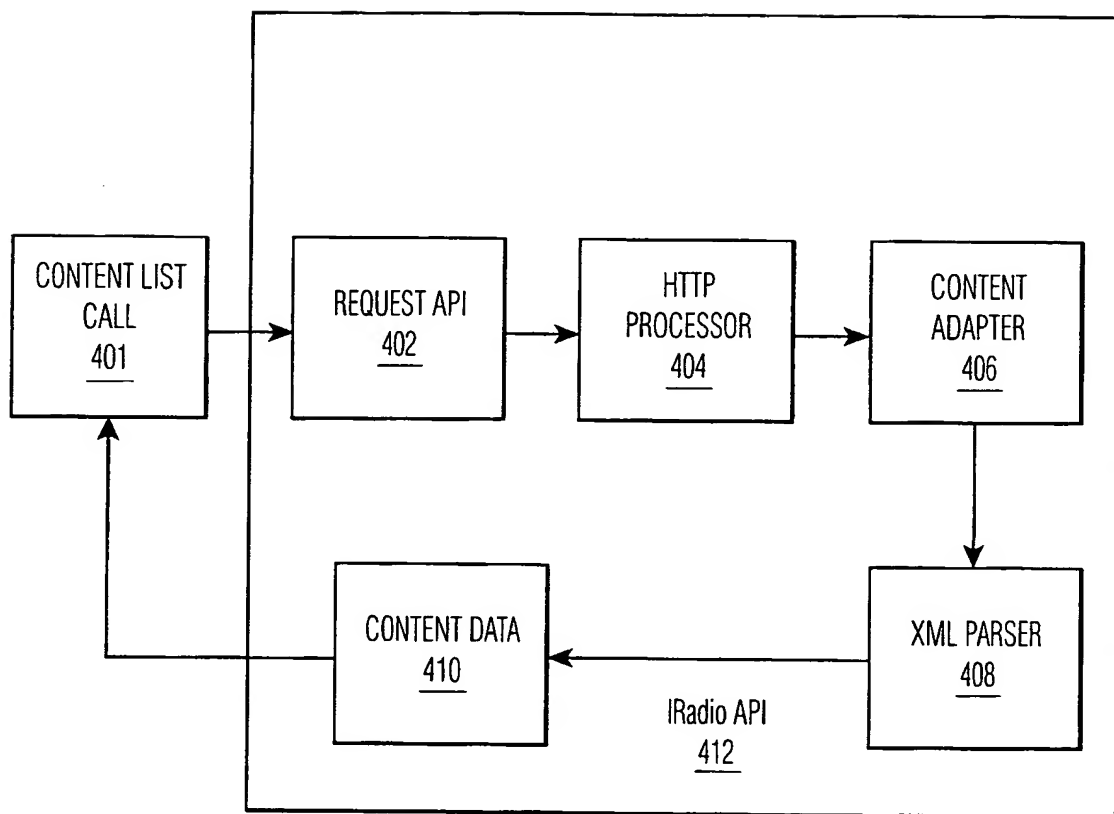 CONTENT LIST
CALL
401
REQUEST API
402
HTTP
PROCESSOR
404
CONTENT
ADAPTER
406
CONTENT DATA
410
XML PARSER
408
IRadio API
412